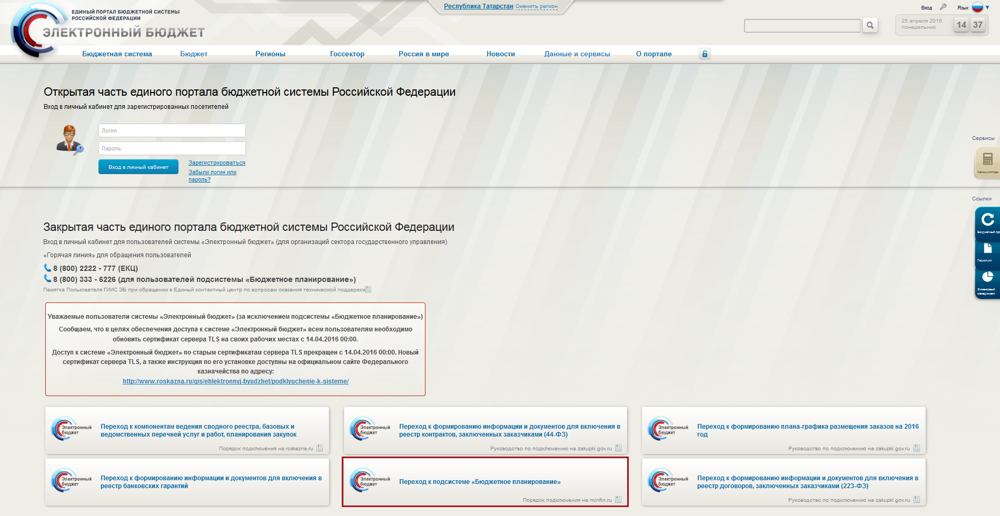 ЕДИНЫЙ ПОРТАЛ БЮДЖЕТНОЙ СИСТЕМЫ
РОССИЙСКОЙ ФЕДЕРАЦИИ
ЭЛЕКТРОННЫЙ БЮДЖЕТ
Республика Татарстан Сменить регион
Вход Язык
25 апреля 2016
понедельник
14 37
Бюджетная система Бюджет Регионы Госсектор Россия в мире Новости Данные и сервисы О портале
Открытая часть единого портала бюджетной системы Российской Федерации
Вход в личный кабинет для зарегистрированных посетителей
Логин
Пароль
Вход в личный кабинет
Зарегистрироваться
Забыли логин или
пароль?
Сервисы
Калькуляторы
Ссылки
Бюджетный про
Госуслуги
Финансовый
менеджмент
Закрытая часть единого портала бюджетной системы Российской Федерации
Вход в личный кабинет для пользователей системы «Электронный бюджет» (для организаций сектора государственного управления)
«Горячая линия» для обращения пользователей
8 (800) 2222 - 777 (ЕКЦ)
8 (800) 333 - 6226 (для пользователей подсистемы «Бюджетное планирование»)
Памятка Пользователя ГИИС ЭБ при обращении в Единый контактный центр по вопросам оказания технической поддержки
Уважаемые пользователи системы «Электронный бюджет» (за исключением подсистемы «Бюджетное планирование»)
Сообщаем, что в целях обеспечения доступа к системе «Электронный бюджет» всем пользователям необходимо
обновить сертификат сервера TLS на своих рабочих местах с 14.04.2016 00:00.
Доступ к системе «Электронный бюджет» по старым сертификатам сервера TLS прекращен с 14.04.2016 00:00. Новый
сертификат сервера TLS, а также инструкция по его установке доступны на официальном сайте Федерального
казначейства по адресу:
http://www.roskazna.ru/gis/ehlektronnyj-byudzhet/podklyuchenie-k-sisteme/
Электронный
бюджет
Переход к компонентам ведения сводного реестра, базовых и
ведомственных перечней услуг и работ, планирования закупок
Порядок подключения на roskazna.ru
Электронный
бюджет
Переход к формированию информации и документов для включения в
реестр контрактов, заключенных заказчиками (44-ФЗ)
Руководство по подключению на zakupki.gov.ru
Электронный
бюджет
Переход к формированию плана-графика размещения заказов на 2016
год
Руководство по подключению на zakupki.gov.ru
Электронный
бюджет
Переход к формированию информации и документов для включения в
реестр банковских гарантий
Электронный
бюджет
Переход к подсистеме «Бюджетное планирование»
Порядок подключения на minfin.ru
Электронный
бюджет
Переход к формированию информации и документов для включения в
реестр договоров, заключенных заказчиками (223-ФЗ)
Руководство по подключению на zakupki.gov.ru